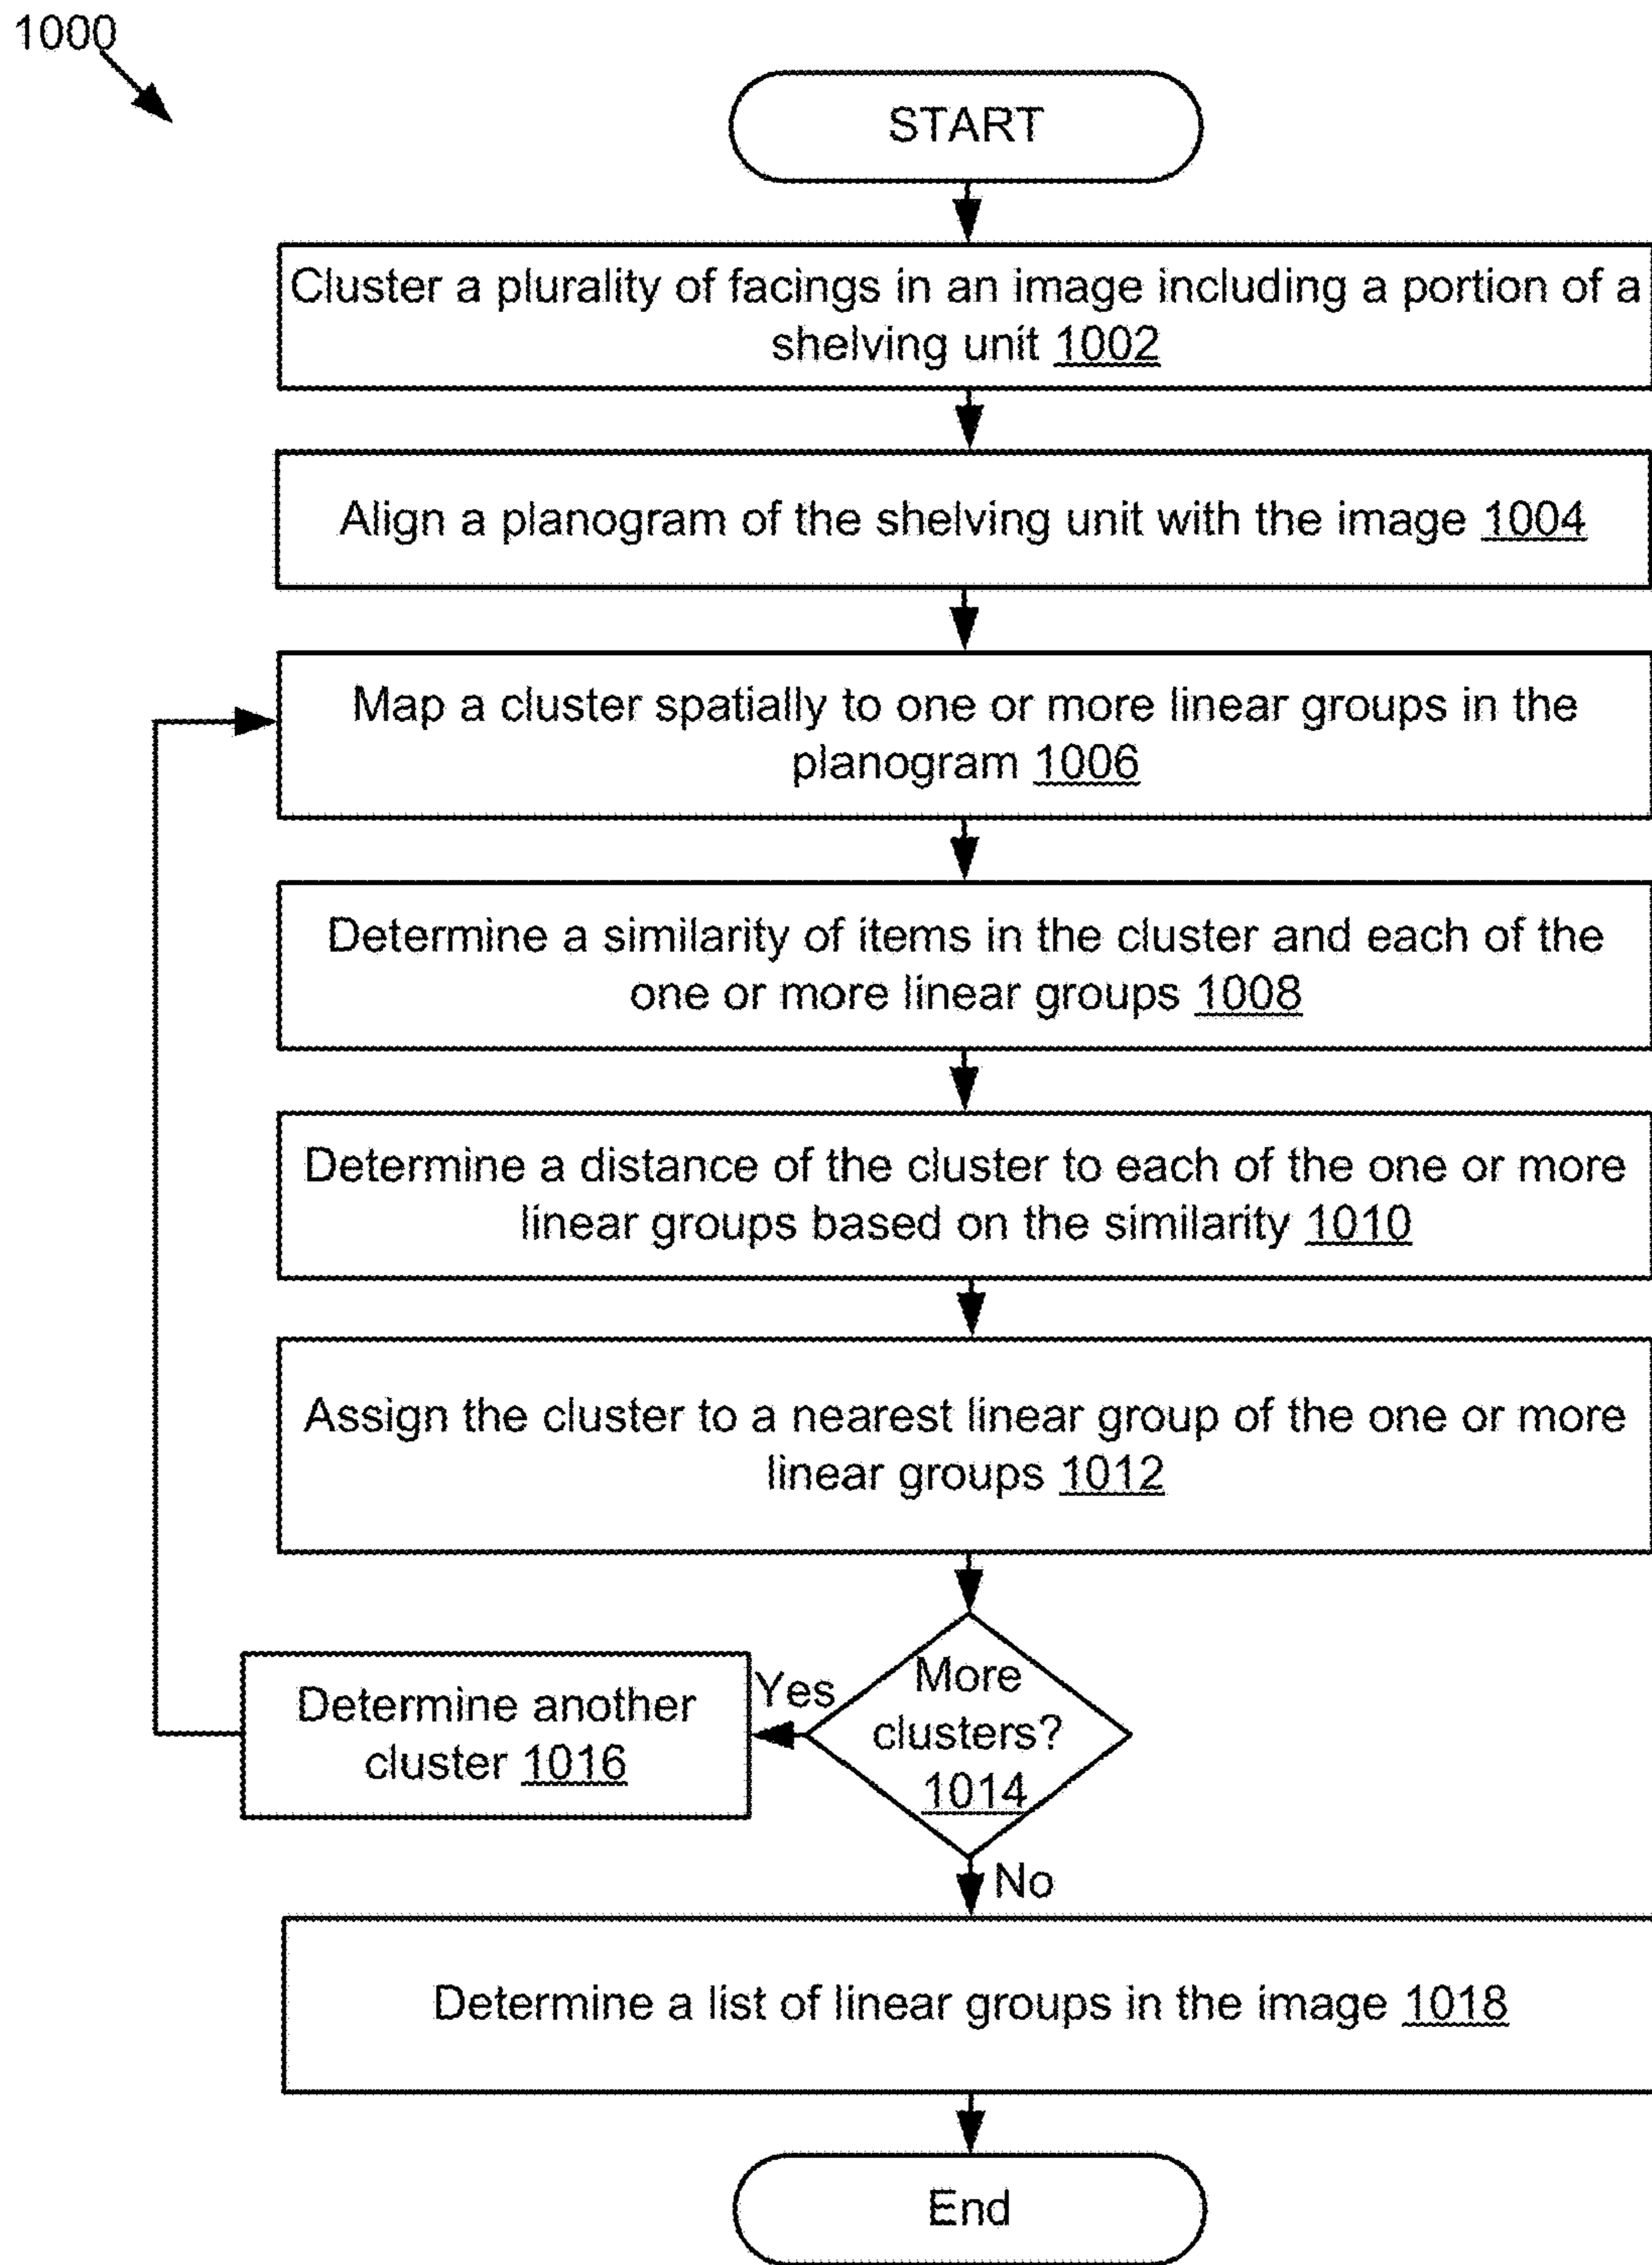 1000
START
Cluster a plurality of facings in an image including a portion of a
shelving unit 1002
Align a planogram of the shelving unit with the image 1004
Map a cluster spatially to one or more linear groups in the
planogram 1006
Determine a similarity of items in the cluster and each of the
one or more linear groups 1008
Determine a distance of the cluster to each of the one or more
linear groups based on the similarity 1010
Assign the cluster to a nearest linear group of the one or more
linear groups 1012
More
clusters?
1014
Yes
Determine another
cluster 1016
No
Determine a list of linear groups in the image 1018
End